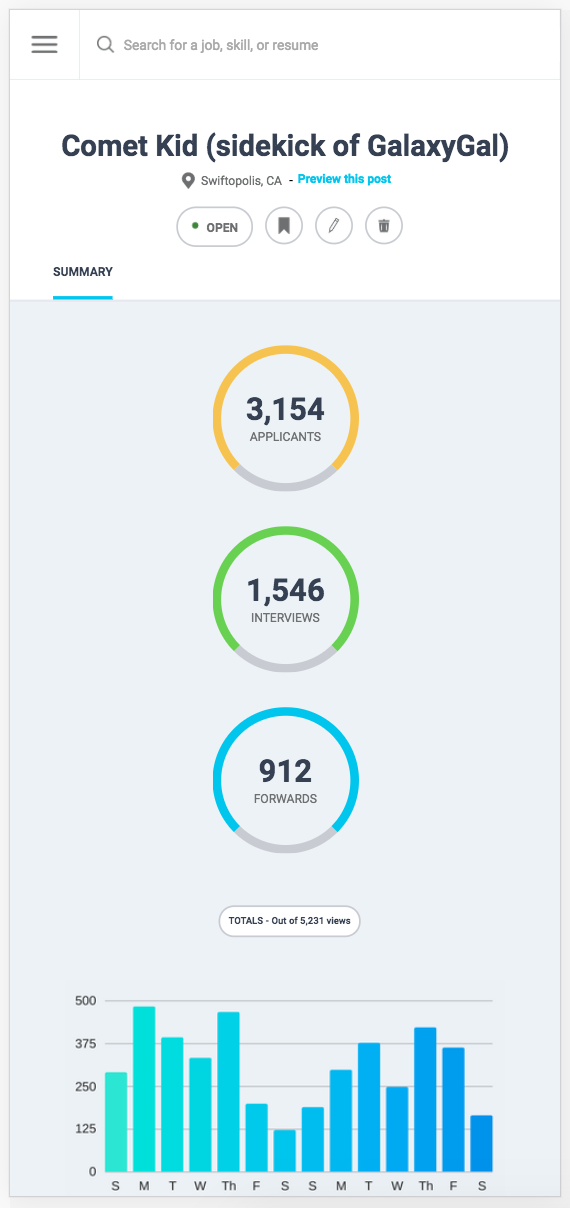 Search for a job, skill, or resume
Comet Kid (sidekick of GalaxyGal)
Swiftopolis, CA - Preview this post
OPEN
SUMMARY
3,154
APPLICANTS
1,546
INTERVIEWS
912
FORWARDS
TOTALS - Out of 5,231 views
500
375
250
125
0
S M T W Th F S S M T W Th F S